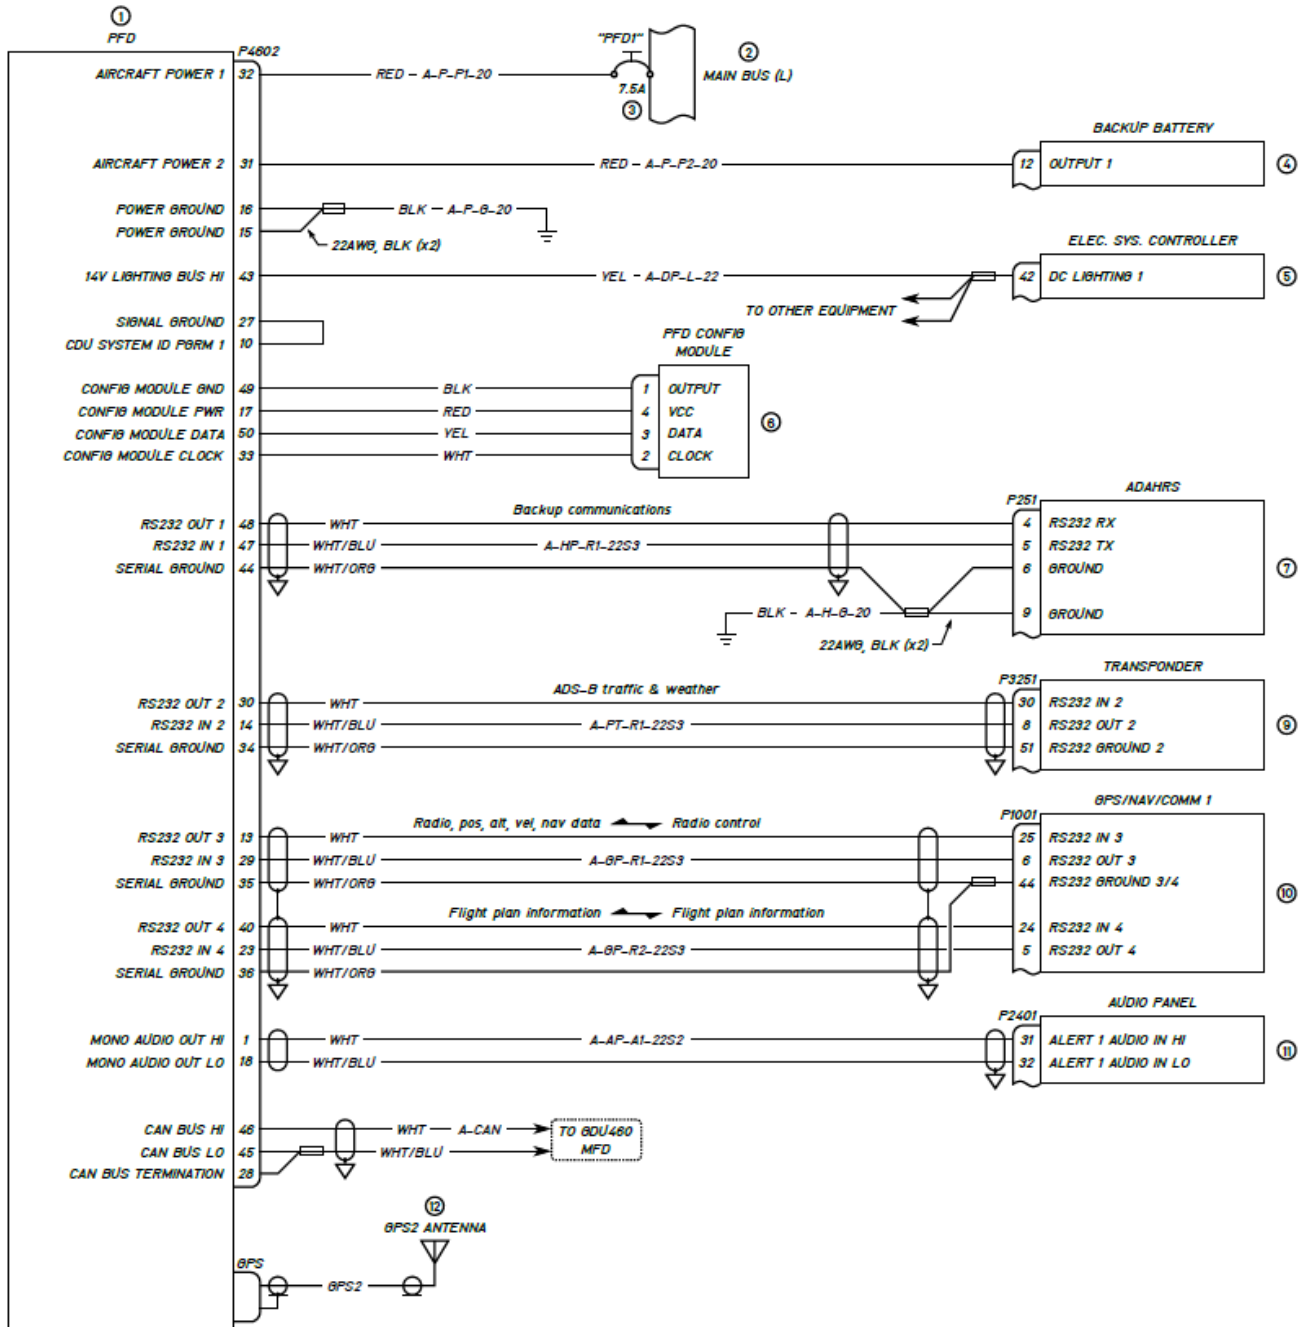 1
PFD
P4602
AIRCRAFT POWER 1 32 RED - A-P-P1-20
"PFD1"
7.5A
3
2
MAIN BUS (L)
BACKUP BATTERY
AIRCRAFT POWER 2 31 RED - A-P-P2-20 12 OUTPUT 1 4
POWER GROUND 16 BLK - A-P-G-20
POWER GROUND 15
22AWG, BLK (x2)
ELEC. SYS. CONTROLLER
14V LIGHTING BUS HI 43 YEL - A-DP-L-22 42 DC LIGHTING 1 5
TO OTHER EQUIPMENT
SIGNAL GROUND 27
CDU SYSTEM ID PGRM 1 10
PFD CONFIG
MODULE
CONFIG MODULE GND 49 BLK 1 OUTPUT
CONFIG MODULE PWR 17 RED 4 VCC
CONFIG MODULE DATA 50 YEL 3 DATA
CONFIG MODULE CLOCK 33 WHT 2 CLOCK
6
ADAHRS
P251
Backup communications
RS232 OUT 1 48 WHT 4 RS232 RX
RS232 IN 1 47 WHT/BLU A-HP-R1-22S3 5 RS232 TX
SERIAL GROUND 44 WHT/ORG 6 GROUND 7
BLK - A-H-G-20 9 GROUND
22AWG, BLK (x2)
TRANSPONDER
P3251
ADS-B traffic & weather
RS232 OUT 2 30 WHT 30 RS232 IN 2
RS232 IN 2 14 WHT/BLU A-PT-R1-22S3 8 RS232 OUT 2 9
SERIAL GROUND 34 WHT/ORG 51 RS232 GROUND 2
GPS/NAV/COMM 1
P1001
Radio, pos, alt, vel, nav data Radio control
RS232 OUT 3 13 WHT 25 RS232 IN 3
RS232 IN 3 29 WHT/BLU A-GP-R1-22S3 6 RS232 OUT 3
SERIAL GROUND 35 WHT/ORG 44 RS232 GROUND 3/4
10
Flight plan information Flight plan information
RS232 OUT 4 40 WHT 24 RS232 IN 4
RS232 IN 4 23 WHT/BLU A-GP-R2-22S3 5 RS232 OUT 4
SERIAL GROUND 36 WHT/ORG
AUDIO PANEL
P2401
MONO AUDIO OUT HI 1 WHT A-AP-A1-22S2 31 ALERT 1 AUDIO IN HI
MONO AUDIO OUT LO 18 WHT/BLU 32 ALERT 1 AUDIO IN LO
11
CAN BUS HI 46 WHT A-CAN TO GDU460
CAN BUS LO 45 WHT/BLU MFD
CAN BUS TERMINATION 28
12
GPS2 ANTENNA
GPS
GPS2